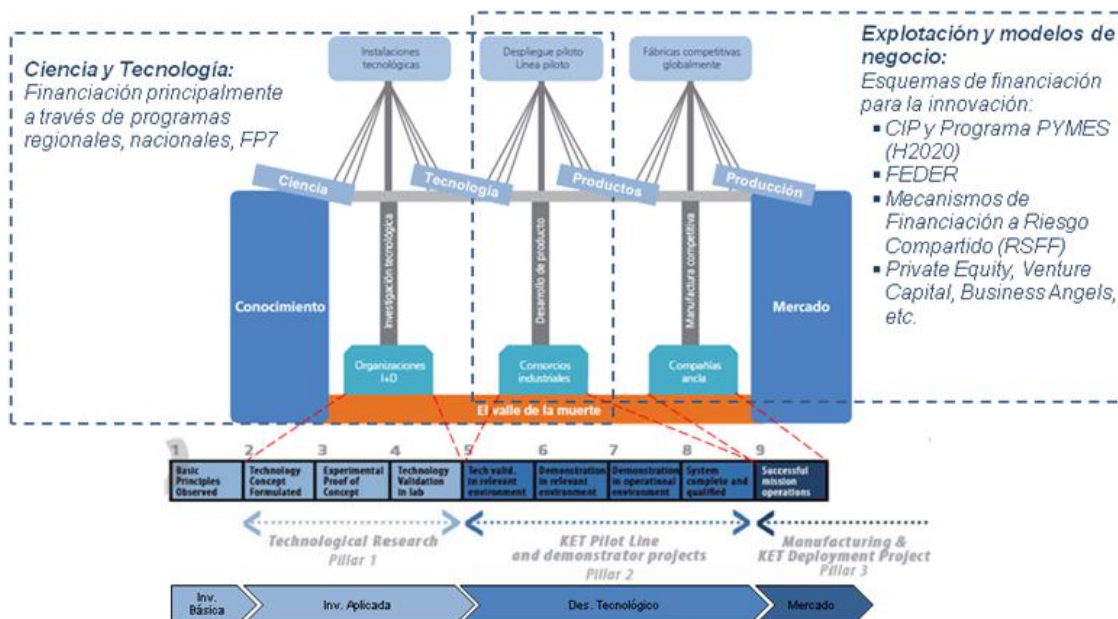 Ciencia y Tecnología:
Financiación principalmente
a través de programas
regionales, nacionales, FP7
Instalaciones
tecnológicas
Despliegue piloto
Línea piloto
Fábricas competitivas
globalmente
Explotación y modelos de
negocio:
Esquemas de financiación
para la innovación:
▪ CIP y Programa PYMES
(H2020)
▪ FEDER
▪ Mecanismos de
Financiación a Riesgo
Compartido (RSFF)
▪ Private Equity, Venture
Capital, Business Angels,
etc.
Ciencia
Tecnología
Productos
Producción
Conocimiento
Investigación tecnológica
Desarrollo de producto
Manufactura competitiva
Mercado
Organizaciones
I+D
Consorcios
industriales
Compañías
ancla
El valle de la muerte
1 2 3 4 5 6 7 8 9
Basic
Principles
Observed
Technology
Concept
Formulated
Experimental
Proof of
Concept
Technology
Validation
in lab
Tech valid.
in relevant
environment
Demonstration
in relevant
environment
Demonstration
in operational
environment
System
complete and
qualified
Successful
mission
operations
Technological Research
Pillar 1
KET Pilot Line
and demonstrator projects
Pillar 2
Manufacturing &
KET Deployment Project
Pillar 3
Inv.
Básica
Inv. Aplicada
Des. Tecnológico
Mercado